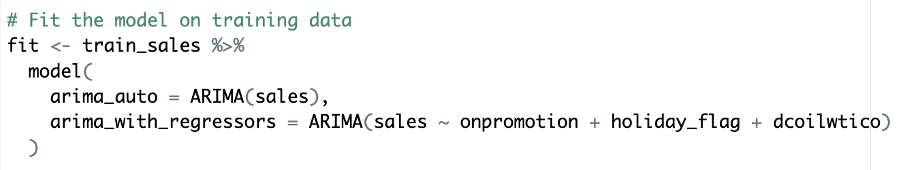 # Fit the model on training data
fit <- train_sales %>%
  model(
    arima_auto = ARIMA(sales),
    arima_with_regressors = ARIMA(sales ~ onpromotion + holiday_flag + dcoilwtico)
  )